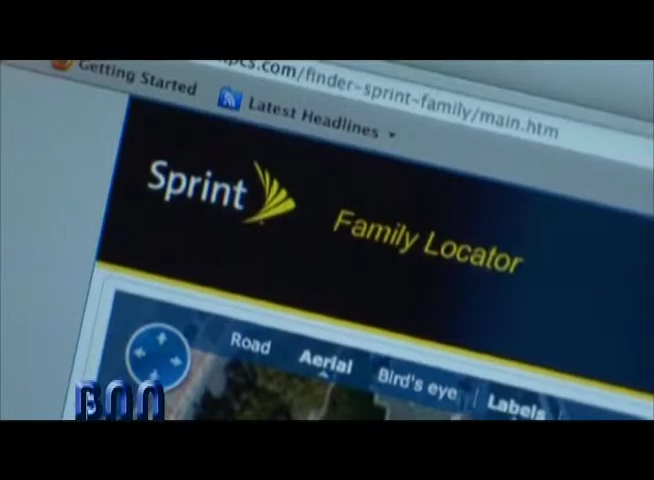 pcs.com/finder-sprint-family/main.htm
Getting Started
Latest Headlines
Sprint
Family Locator
Road Aerial Bird's eye Labels